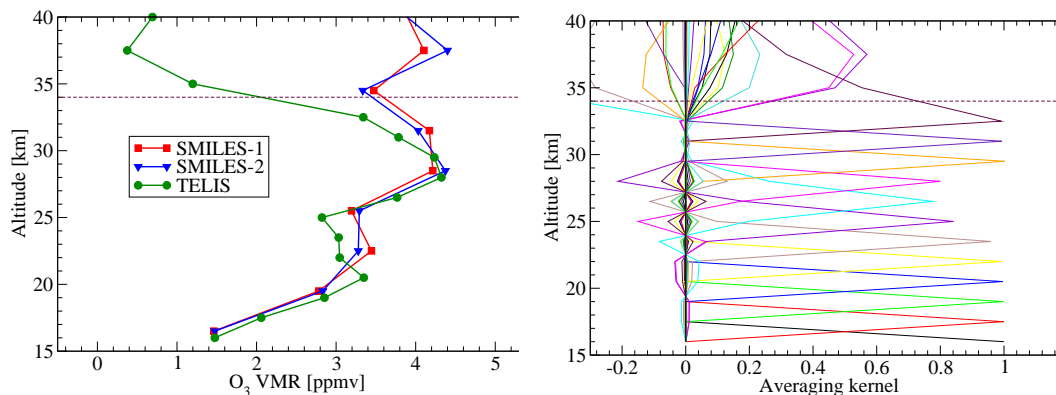 40
35
30
25
20
15
Altitude [km]
SMILES-1
SMILES-2
TELIS
0 1 2 3 4 5
O3 VMR [ppmv]
40
35
30
25
20
15
Altitude [km]
-0.2 0 0.2 0.4 0.6 0.8 1
Averaging kernel